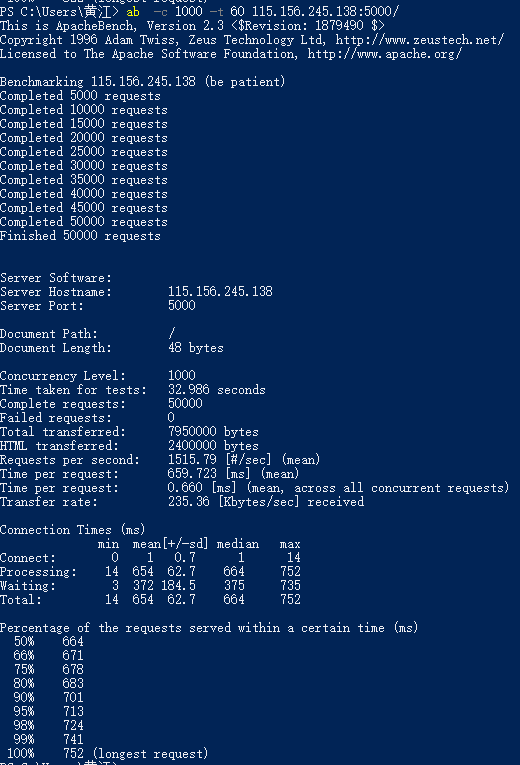 PS C:\Users\黄江> ab -c 1000 -t 60 115.156.245.138:5000/
This is ApacheBench, Version 2.3 <$Revision: 1879490 $>
Copyright 1996 Adam Twiss, Zeus Technology Ltd, http://www.zeustech.net/
Licensed to The Apache Software Foundation, http://www.apache.org/

Benchmarking 115.156.245.138 (be patient)
Completed 5000 requests
Completed 10000 requests
Completed 15000 requests
Completed 20000 requests
Completed 25000 requests
Completed 30000 requests
Completed 35000 requests
Completed 40000 requests
Completed 45000 requests
Completed 50000 requests
Finished 50000 requests

Server Software:
Server Hostname: 115.156.245.138
Server Port: 5000

Document Path: /
Document Length: 48 bytes

Concurrency Level: 1000
Time taken for tests: 32.986 seconds
Complete requests: 50000
Failed requests: 0
Total transferred: 7950000 bytes
HTML transferred: 2400000 bytes
Requests per second: 1515.79 [#/sec] (mean)
Time per request: 659.723 [ms] (mean)
Time per request: 0.660 [ms] (mean, across all concurrent requests)
Transfer rate: 235.36 [Kbytes/sec] received

Connection Times (ms)
min mean[+/-sd] median max
Connect: 0 1 0.7 1 14
Processing: 14 654 62.7 664 752
Waiting: 3 372 184.5 375 735
Total: 14 654 62.7 664 752

Percentage of the requests served within a certain time (ms)
50% 664
66% 671
75% 678
80% 683
90% 701
95% 713
98% 724
99% 741
100% 752 (longest request)